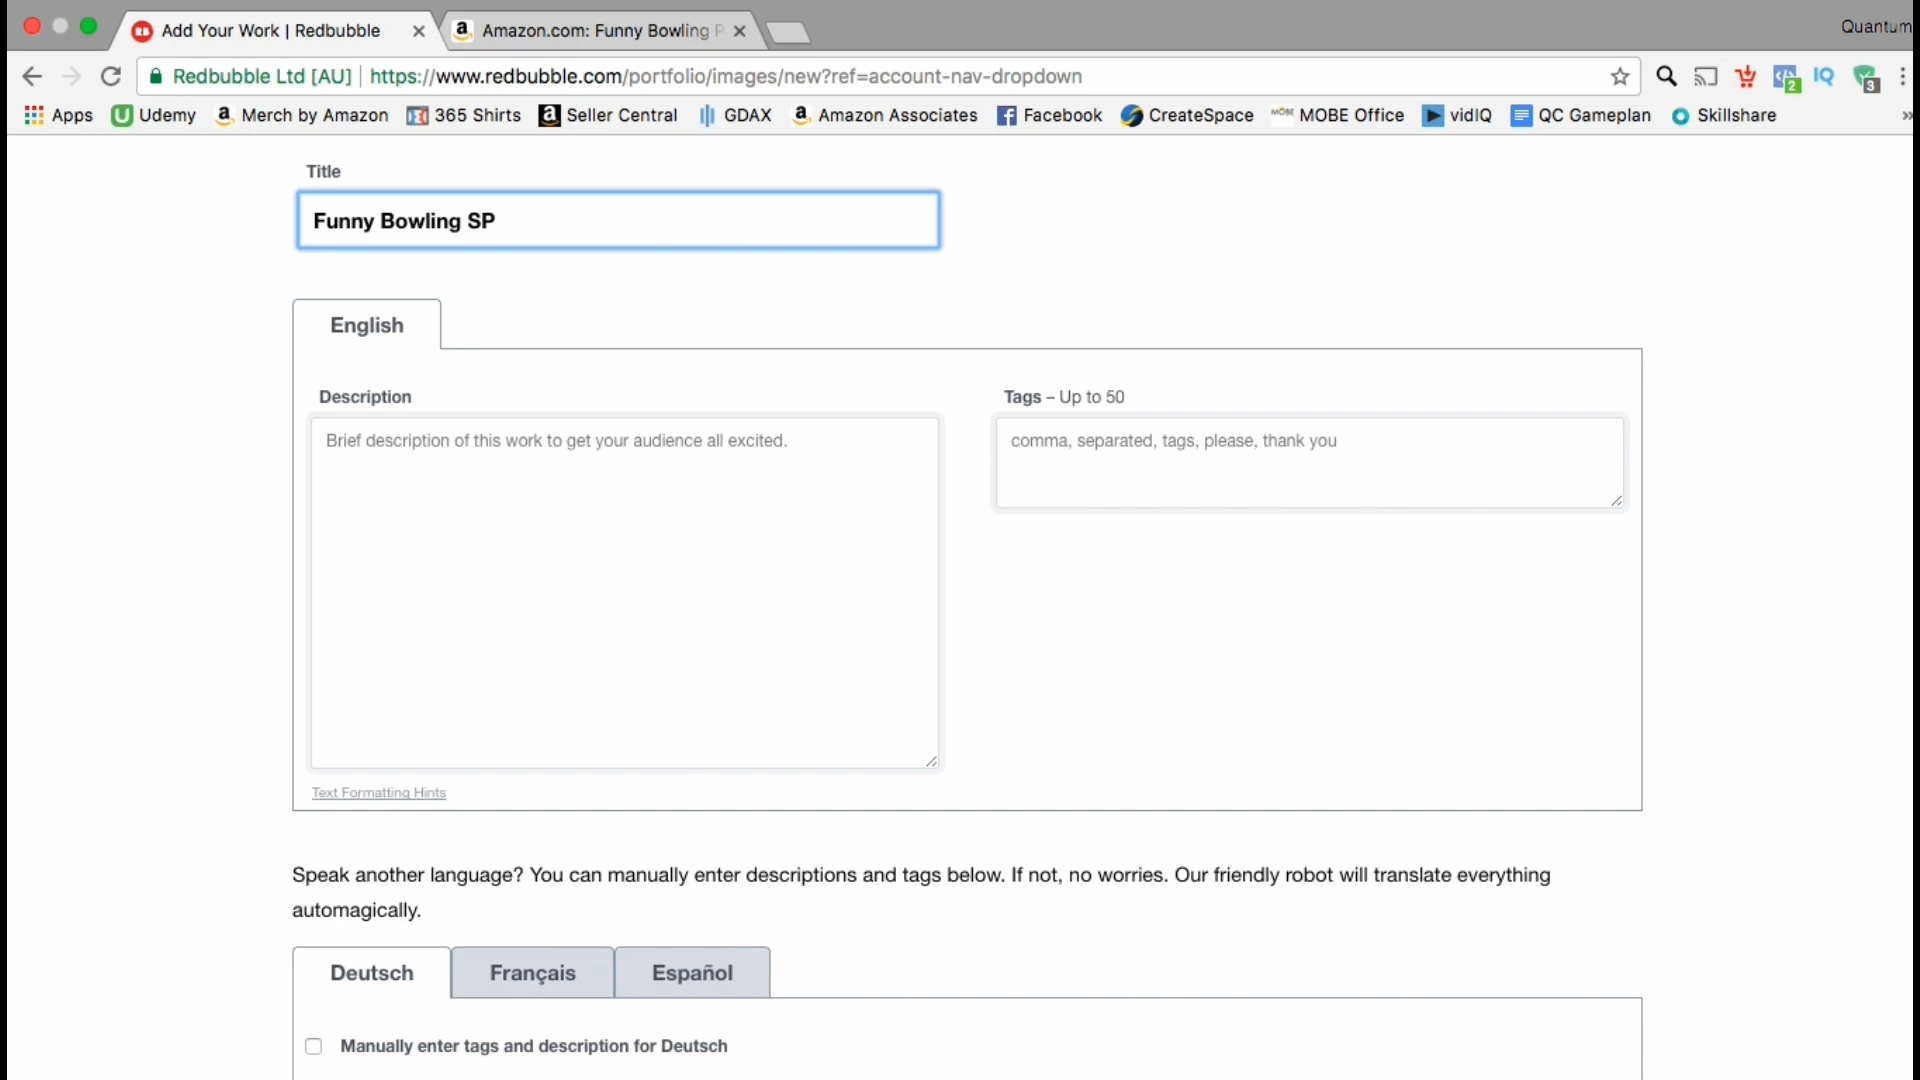 Add Your Work | Redbubble
Amazon.com: Funny Bowling P
Quantum
Redbubble Ltd [AU] | https://www.redbubble.com/portfolio/images/new?ref=account-nav-dropdown
IQ
2
3
Apps Udemy Merch by Amazon 365 Shirts Seller Central GDAX Amazon Associates Facebook CreateSpace MOBE MOBE Office vidIQ QC Gameplan Skillshare »
Title
Funny Bowling SP
English
Description
Tags – Up to 50
Brief description of this work to get your audience all excited.
comma, separated, tags, please, thank you
Text Formatting Hints
Speak another language? You can manually enter descriptions and tags below. If not, no worries. Our friendly robot will translate everything
automagically.
Deutsch Français Español
Manually enter tags and description for Deutsch